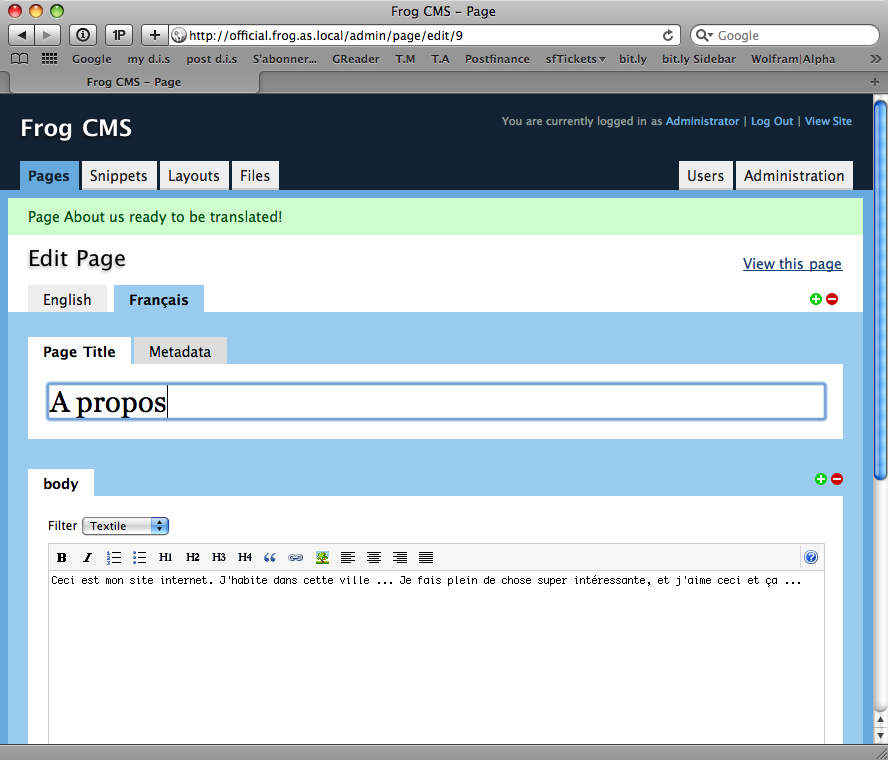 Frog CMS – Page
1P
http://official.frog.as.local/admin/page/edit/9
Google
Google my d.i.s post d.i.s S'abonner... GReader T.M T.A Postfinance sfTickets▾ bit.ly bit.ly Sidebar Wolfram|Alpha »
Frog CMS – Page
Frog CMS
You are currently logged in as Administrator | Log Out | View Site
Pages Snippets Layouts Files Users Administration
Page About us ready to be translated!
Edit Page
View this page
English Français
Page Title Metadata
A propos
body
Filter Textile
B I H1 H2 H3 H4
Ceci est mon site internet. J'habite dans cette ville ... Je fais plein de chose super intéressante, et j'aime ceci et ça ...